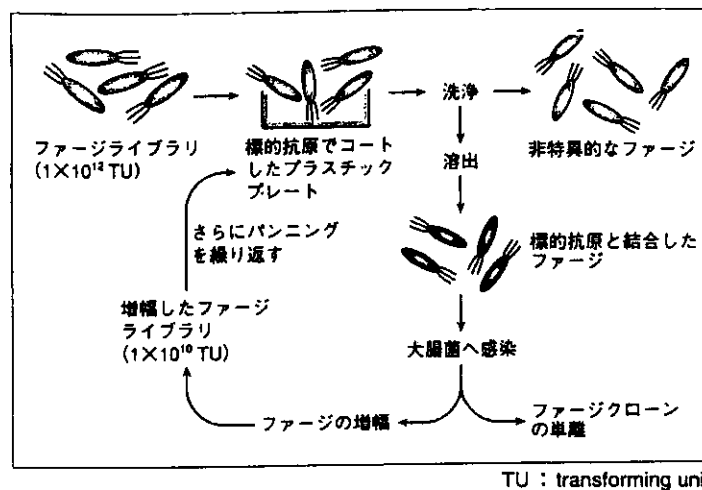 ファージライブラリ
(1×10¹² TU)
標的抗原でコート
したプラスチック
プレート
洗浄
非特異的なファージ
溶出
標的抗原と結合した
ファージ
さらにパンニング
を繰り返す
増幅したファージ
ライブラリ
(1×10¹⁰ TU)
大腸菌へ感染
ファージの増幅
ファージクローン
の単離
TU : transforming uni